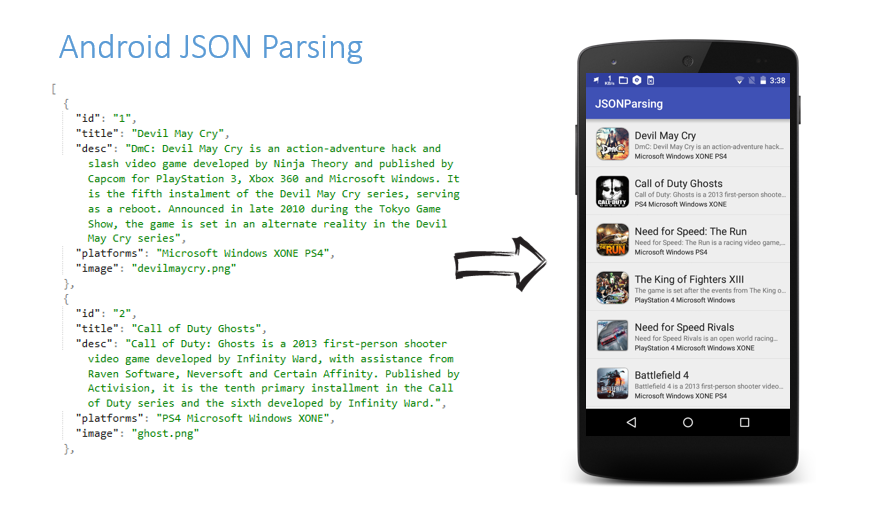 Android JSON Parsing
[
{
"id": "1",
"title": "Devil May Cry",
"desc": "DmC: Devil May Cry is an action-adventure hack and
slash video game developed by Ninja Theory and published by
Capcom for PlayStation 3, Xbox 360 and Microsoft Windows. It
is the fifth instalment of the Devil May Cry series, serving
as a reboot. Announced in late 2010 during the Tokyo Game
Show, the game is set in an alternate reality in the Devil
May Cry series",
"platforms": "Microsoft Windows XONE PS4",
"image": "devilmaycry.png"
},
{
"id": "2",
"title": "Call of Duty Ghosts",
"desc": "Call of Duty: Ghosts is a 2013 first-person shooter
video game developed by Infinity Ward, with assistance from
Raven Software, Neversoft and Certain Affinity. Published by
Activision, it is the tenth primary installment in the Call
of Duty series and the sixth developed by Infinity Ward.",
"platforms": "PS4 Microsoft Windows XONE",
"image": "ghost.png"
},
1
KB/s
3:38
JSONParsing
Devil May Cry
DmC: Devil May Cry is an action-adventure hack...
Microsoft Windows XONE PS4
Call of Duty Ghosts
Call of Duty: Ghosts is a 2013 first-person shoote...
PS4 Microsoft Windows XONE
Need for Speed: The Run
Need for Speed: The Run is a racing video game,...
Microsoft Windows PS4
The King of Fighters XIII
The game is set after the events from The King o...
PlayStation 4 Microsoft Windows
Need for Speed Rivals
Need for Speed Rivals is an open world racing...
PlayStation 4 Microsoft Windows XONE
Battlefield 4
Battlefield 4 is a 2013 first-person shooter video...
Microsoft Windows XONE PS4